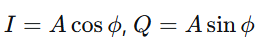 I = A cos ϕ, Q = A sin ϕ